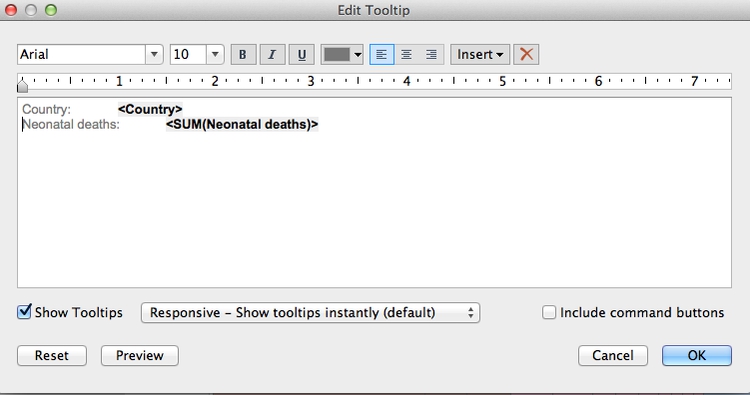 Edit Tooltip
Arial 10 B I U Insert
1 2 3 4 5 6 7
Country: <Country>
Neonatal deaths: <SUM(Neonatal deaths)>
Show Tooltips Responsive – Show tooltips instantly (default) Include command buttons
Reset Preview Cancel OK